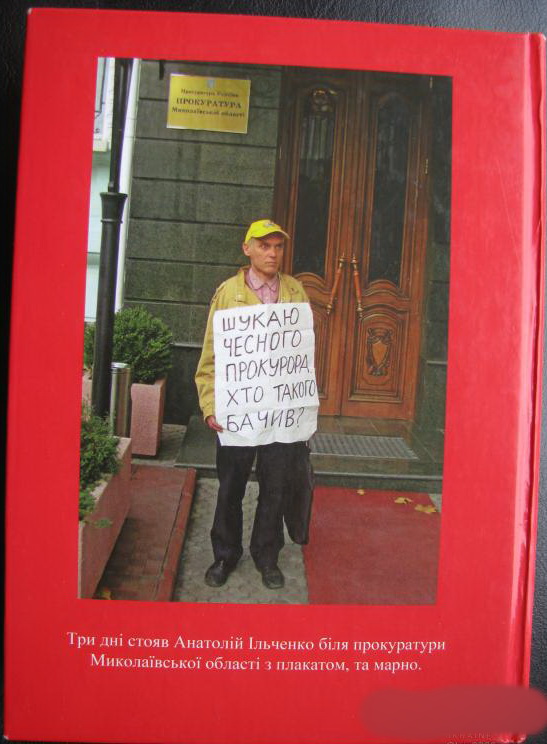 ПРОКУРАТУРА
Миколаївської області
ШУКАЮ
ЧЕСНОГО
ПРОКУРОРА.
ХТО ТАКОГО
БАЧИВ?
Три дні стояв Анатолій Ільченко біля прокуратури
Миколаївської області з плакатом, та марно.